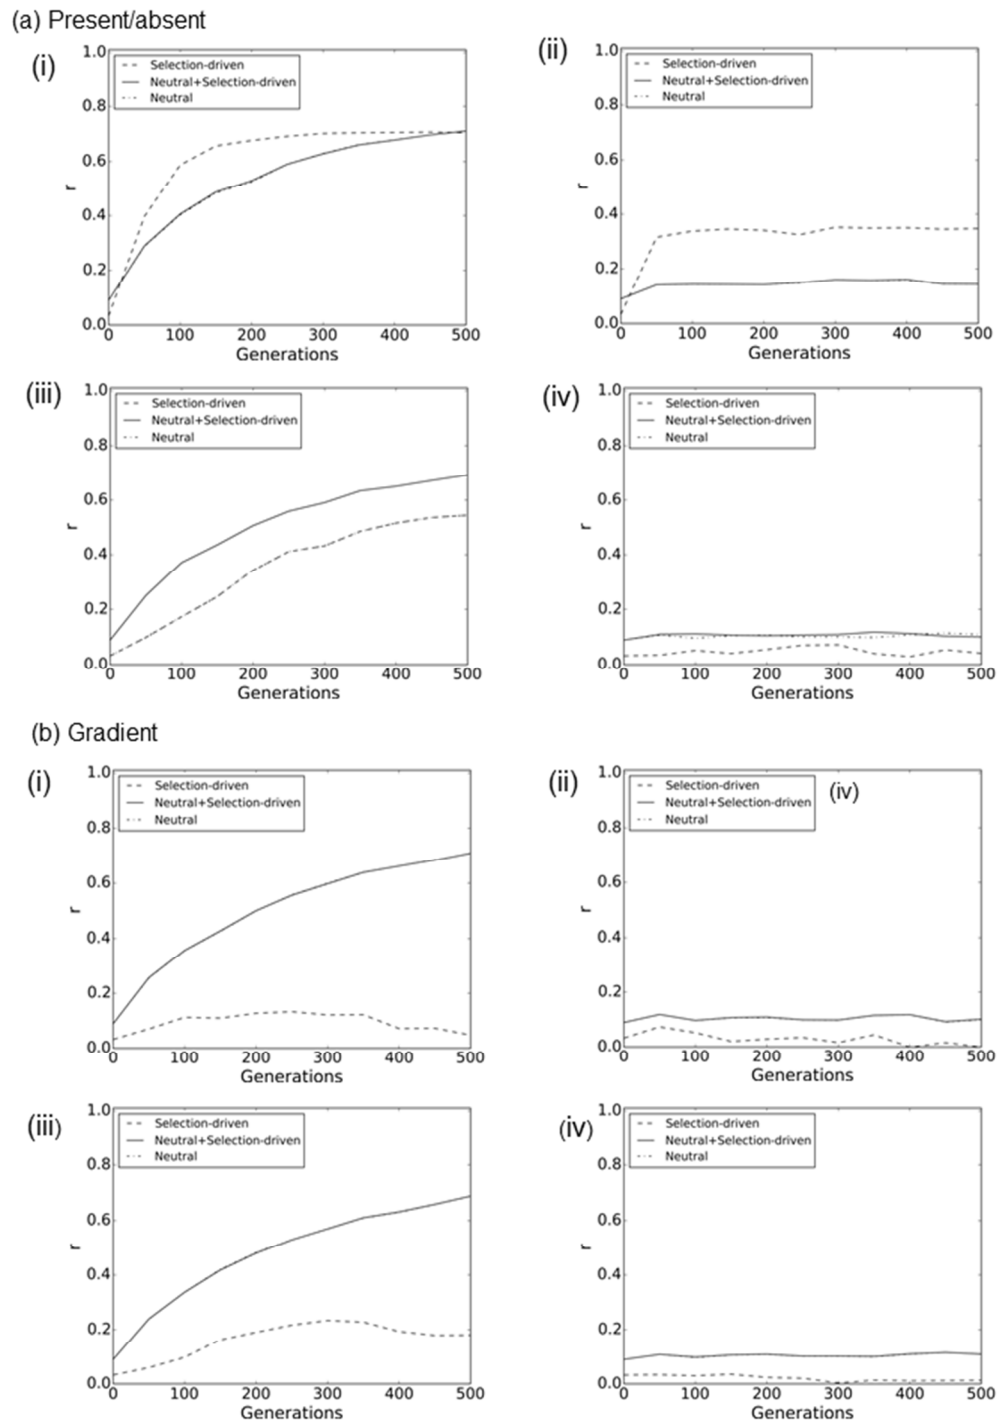 (a) Present/absent
(i)
1.0
0.8
0.6
0.4
0.2
0.0
r
Selection-driven
Neutral+Selection-driven
Neutral
0 100 200 300 400 500
Generations
(ii)
1.0
0.8
0.6
0.4
0.2
0.0
r
Selection-driven
Neutral+Selection-driven
Neutral
0 100 200 300 400 500
Generations
(iii)
1.0
0.8
0.6
0.4
0.2
0.0
r
Selection-driven
Neutral+Selection-driven
Neutral
0 100 200 300 400 500
Generations
(iv)
1.0
0.8
0.6
0.4
0.2
0.0
r
Selection-driven
Neutral+Selection-driven
Neutral
0 100 200 300 400 500
Generations
(b) Gradient
(i)
1.0
0.8
0.6
0.4
0.2
0.0
r
Selection-driven
Neutral+Selection-driven
Neutral
0 100 200 300 400 500
Generations
(ii)
1.0
0.8
0.6
0.4
0.2
0.0
r
Selection-driven
Neutral+Selection-driven
Neutral
(iv)
0 100 200 300 400 500
Generations
(iii)
1.0
0.8
0.6
0.4
0.2
0.0
r
Selection-driven
Neutral+Selection-driven
Neutral
0 100 200 300 400 500
Generations
(iv)
1.0
0.8
0.6
0.4
0.2
0.0
r
Selection-driven
Neutral+Selection-driven
Neutral
0 100 200 300 400 500
Generations